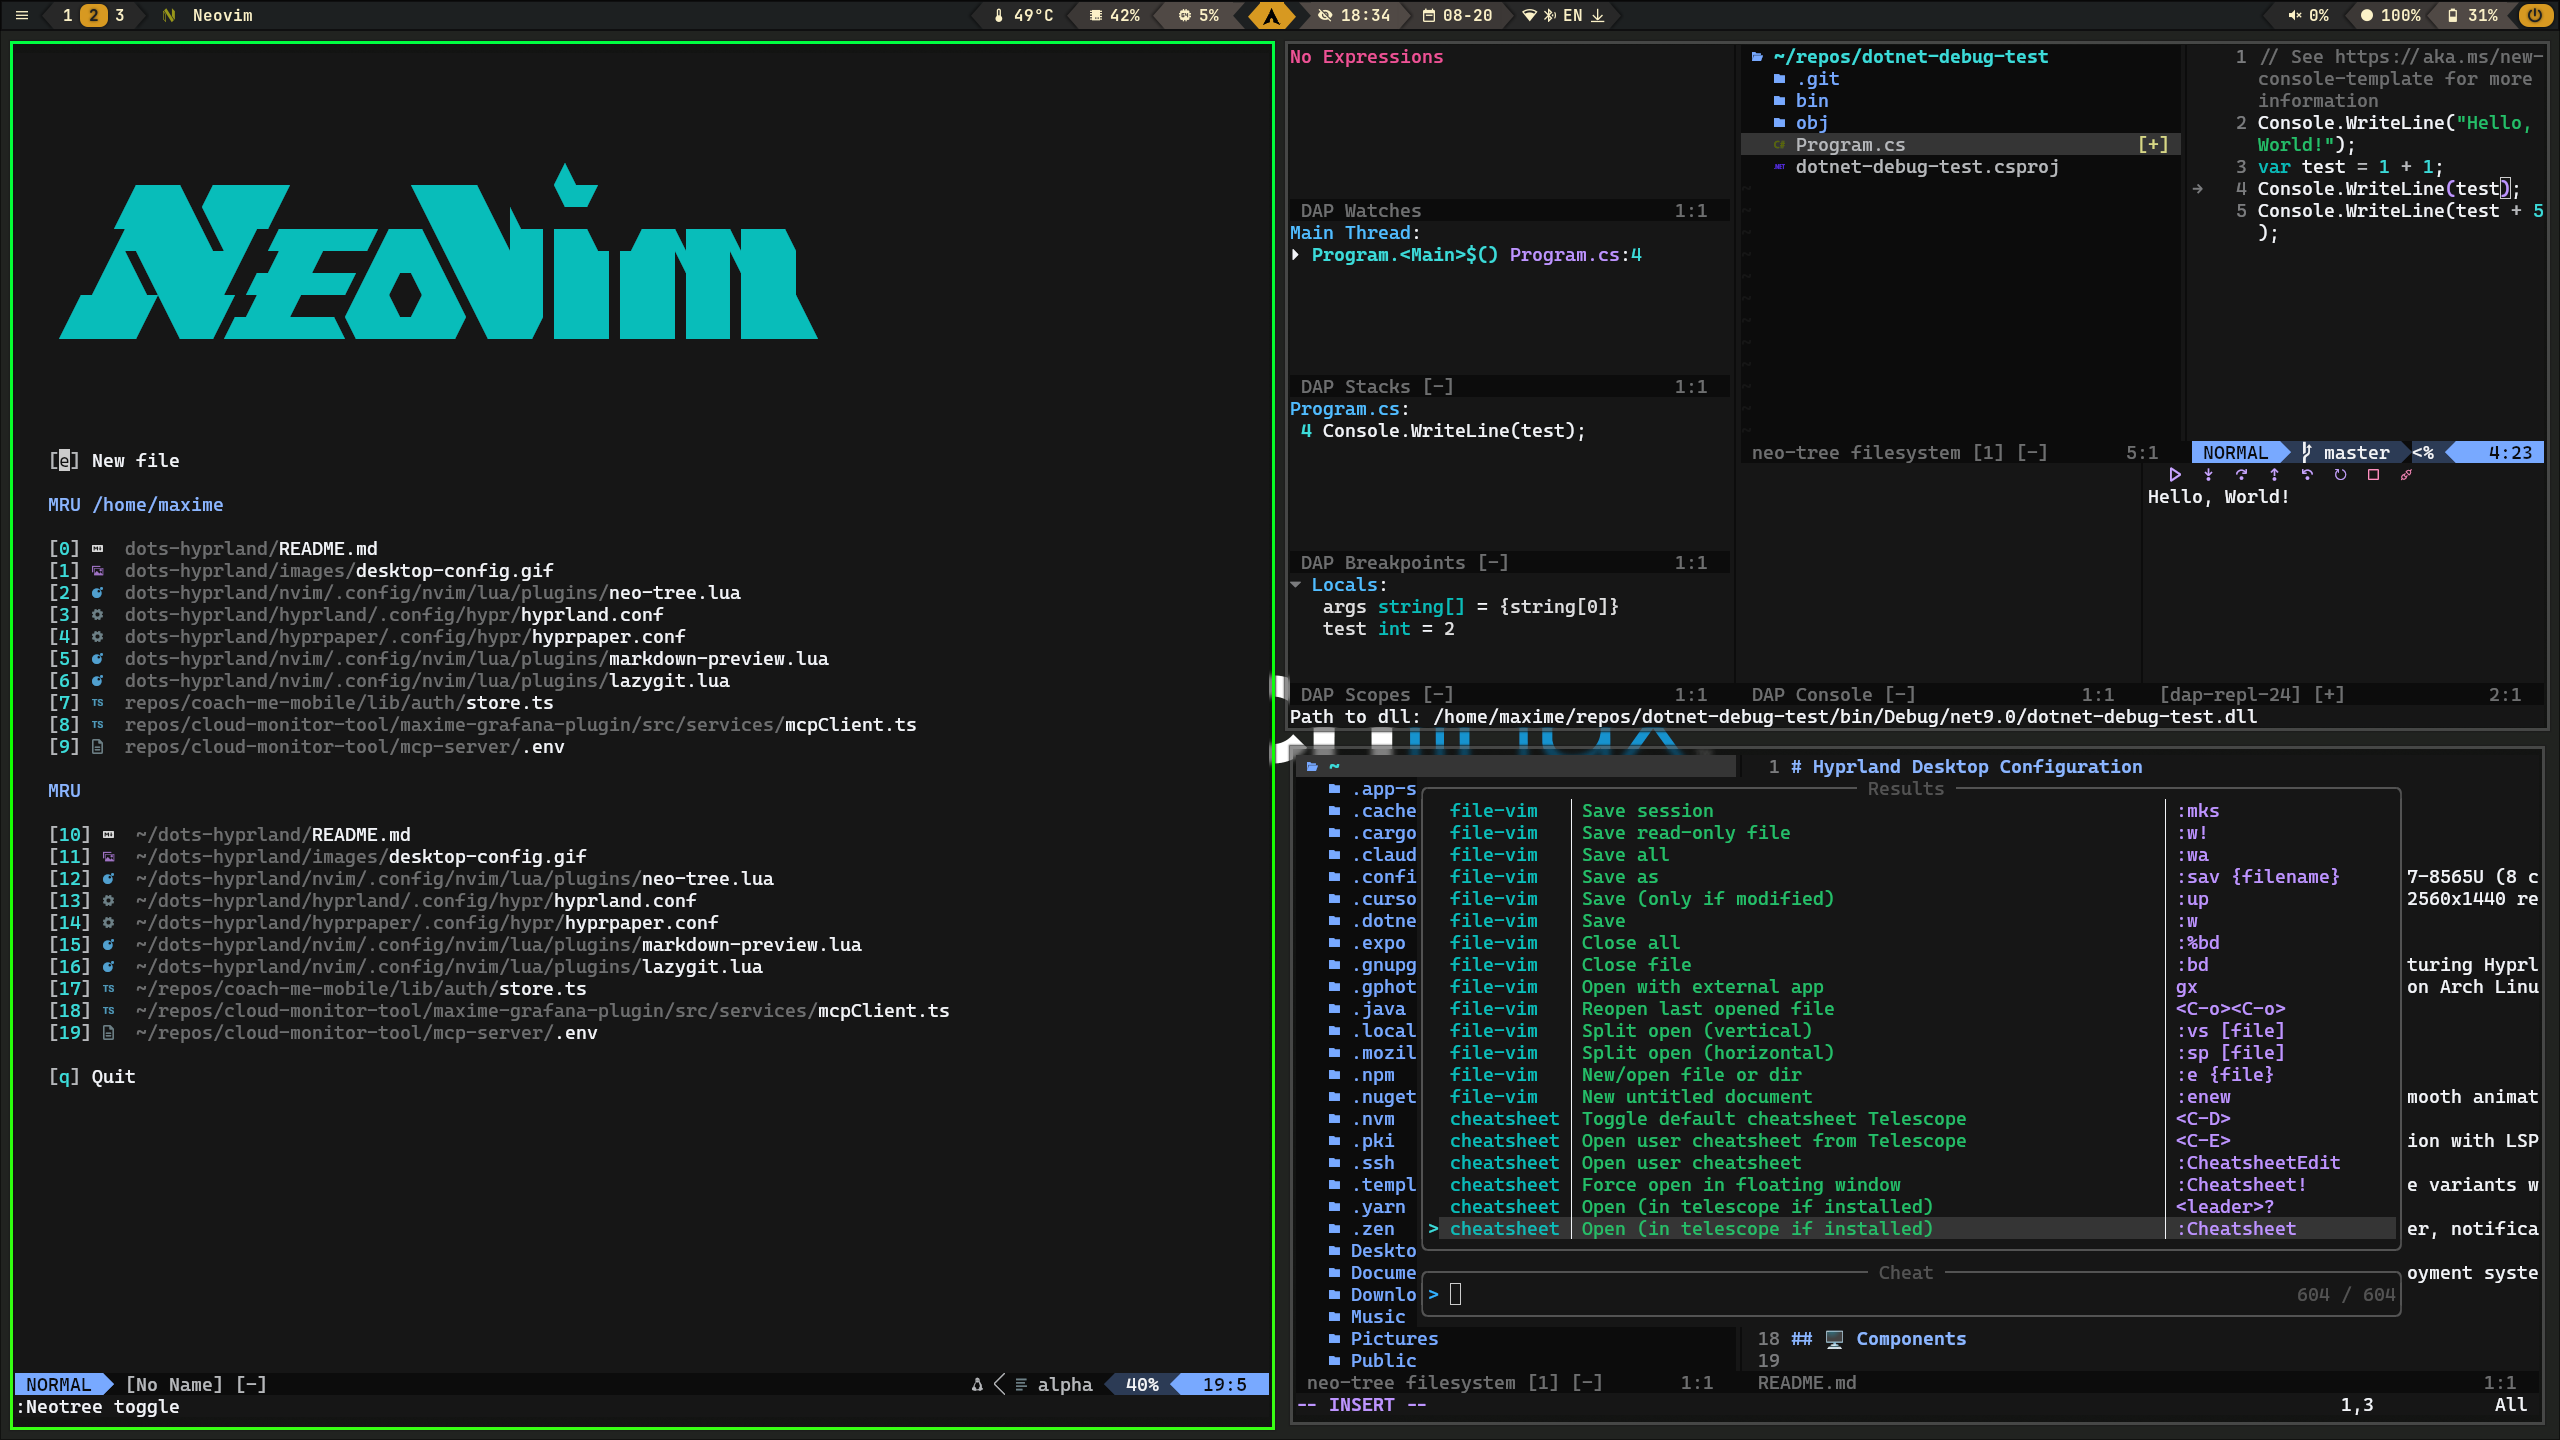 1 2 3 Neovim 49°C 42% 5% 18:34 08-20 EN 0% 100% 31%
Neovim
[e] New file
MRU /home/maxime
[0] dots-hyprland/README.md
[1] dots-hyprland/images/desktop-config.gif
[2] dots-hyprland/nvim/.config/nvim/lua/plugins/neo-tree.lua
[3] dots-hyprland/hyprland/.config/hypr/hyprland.conf
[4] dots-hyprland/hyprpaper/.config/hypr/hyprpaper.conf
[5] dots-hyprland/nvim/.config/nvim/lua/plugins/markdown-preview.lua
[6] dots-hyprland/nvim/.config/nvim/lua/plugins/lazygit.lua
[7] TS repos/coach-me-mobile/lib/auth/store.ts
[8] TS repos/cloud-monitor-tool/maxime-grafana-plugin/src/services/mcpClient.ts
[9] repos/cloud-monitor-tool/mcp-server/.env
MRU
[10] ~/dots-hyprland/README.md
[11] ~/dots-hyprland/images/desktop-config.gif
[12] ~/dots-hyprland/nvim/.config/nvim/lua/plugins/neo-tree.lua
[13] ~/dots-hyprland/hyprland/.config/hypr/hyprland.conf
[14] ~/dots-hyprland/hyprpaper/.config/hypr/hyprpaper.conf
[15] ~/dots-hyprland/nvim/.config/nvim/lua/plugins/markdown-preview.lua
[16] ~/dots-hyprland/nvim/.config/nvim/lua/plugins/lazygit.lua
[17] TS ~/repos/coach-me-mobile/lib/auth/store.ts
[18] TS ~/repos/cloud-monitor-tool/maxime-grafana-plugin/src/services/mcpClient.ts
[19] ~/repos/cloud-monitor-tool/mcp-server/.env
[q] Quit
NORMAL [No Name] [-] alpha 40% 19:5
:Neotree toggle
No Expressions
DAP Watches 1:1
Main Thread:
Program.<Main>$() Program.cs:4
DAP Stacks [-] 1:1
Program.cs:
4 Console.WriteLine(test);
DAP Breakpoints [-] 1:1
Locals:
args string[] = {string[0]}
test int = 2
DAP Scopes [-] 1:1
~/repos/dotnet-debug-test
.git
bin
obj
C# Program.cs [+]
.NET dotnet-debug-test.csproj
neo-tree filesystem [1] [-] 5:1
1 // See https://aka.ms/new-
console-template for more
information
2 Console.WriteLine("Hello,
World!");
3 var test = 1 + 1;
→ 4 Console.WriteLine(test);
5 Console.WriteLine(test + 5
);
NORMAL master <% 4:23
Hello, World!
DAP Console [-] 1:1
[dap-repl-24] [+] 2:1
Path to dll: /home/maxime/repos/dotnet-debug-test/bin/Debug/net9.0/dotnet-debug-test.dll
~
.app-s
.cache
.cargo
.claud
.confi
.curso
.dotne
.expo
.gnupg
.gphot
.java
.local
.mozil
.npm
.nuget
.nvm
.pki
.ssh
.templ
.yarn
.zen
Deskto
Docume
Downlo
Music
Pictures
Public
neo-tree filesystem [1] [-] 1:1
1 # Hyprland Desktop Configuration
Results
file-vim Save session :mks
file-vim Save read-only file :w!
file-vim Save all :wa
file-vim Save as :sav {filename}
file-vim Save (only if modified) :up
file-vim Save :w
file-vim Close all :%bd
file-vim Close file :bd
file-vim Open with external app gx
file-vim Reopen last opened file <C-o><C-o>
file-vim Split open (vertical) :vs [file]
file-vim Split open (horizontal) :sp [file]
file-vim New/open file or dir :e {file}
file-vim New untitled document :enew
cheatsheet Toggle default cheatsheet Telescope <C-D>
cheatsheet Open user cheatsheet from Telescope <C-E>
cheatsheet Open user cheatsheet :CheatsheetEdit
cheatsheet Force open in floating window :Cheatsheet!
cheatsheet Open (in telescope if installed) <leader>?
> cheatsheet Open (in telescope if installed) :Cheatsheet
Cheat
> 604 / 604
7-8565U (8 c
2560x1440 re
turing Hyprl
on Arch Linu
mooth animat
ion with LSP
e variants w
er, notifica
oyment syste
18 ## 🖥️ Components
19
README.md 1:1
-- INSERT -- 1,3 All